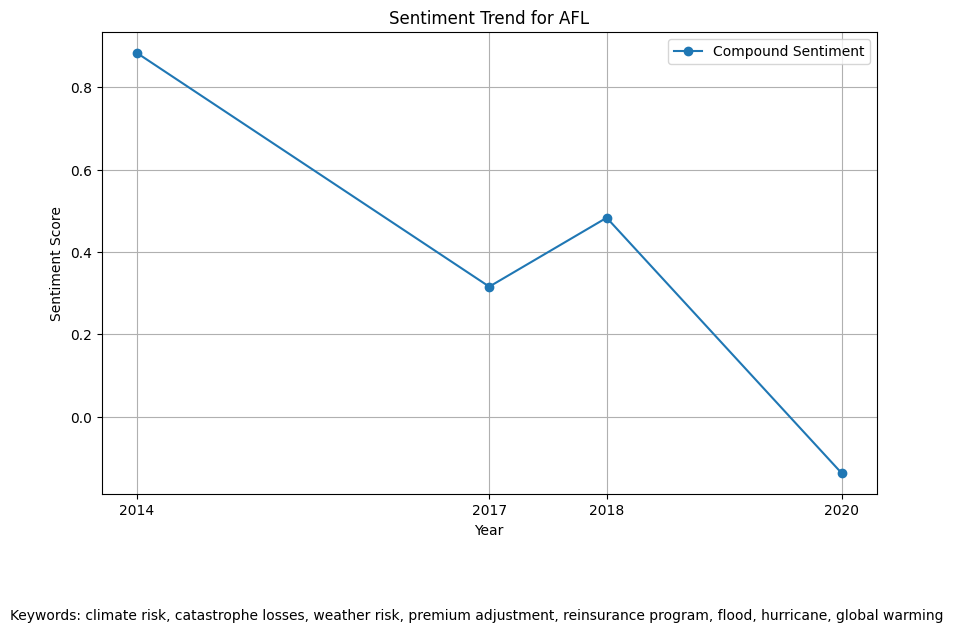 Sentiment Trend for AFL
Compound Sentiment
Sentiment Score
0.8
0.6
0.4
0.2
0.0
2014 2017 2018 2020
Year
Keywords: climate risk, catastrophe losses, weather risk, premium adjustment, reinsurance program, flood, hurricane, global warming